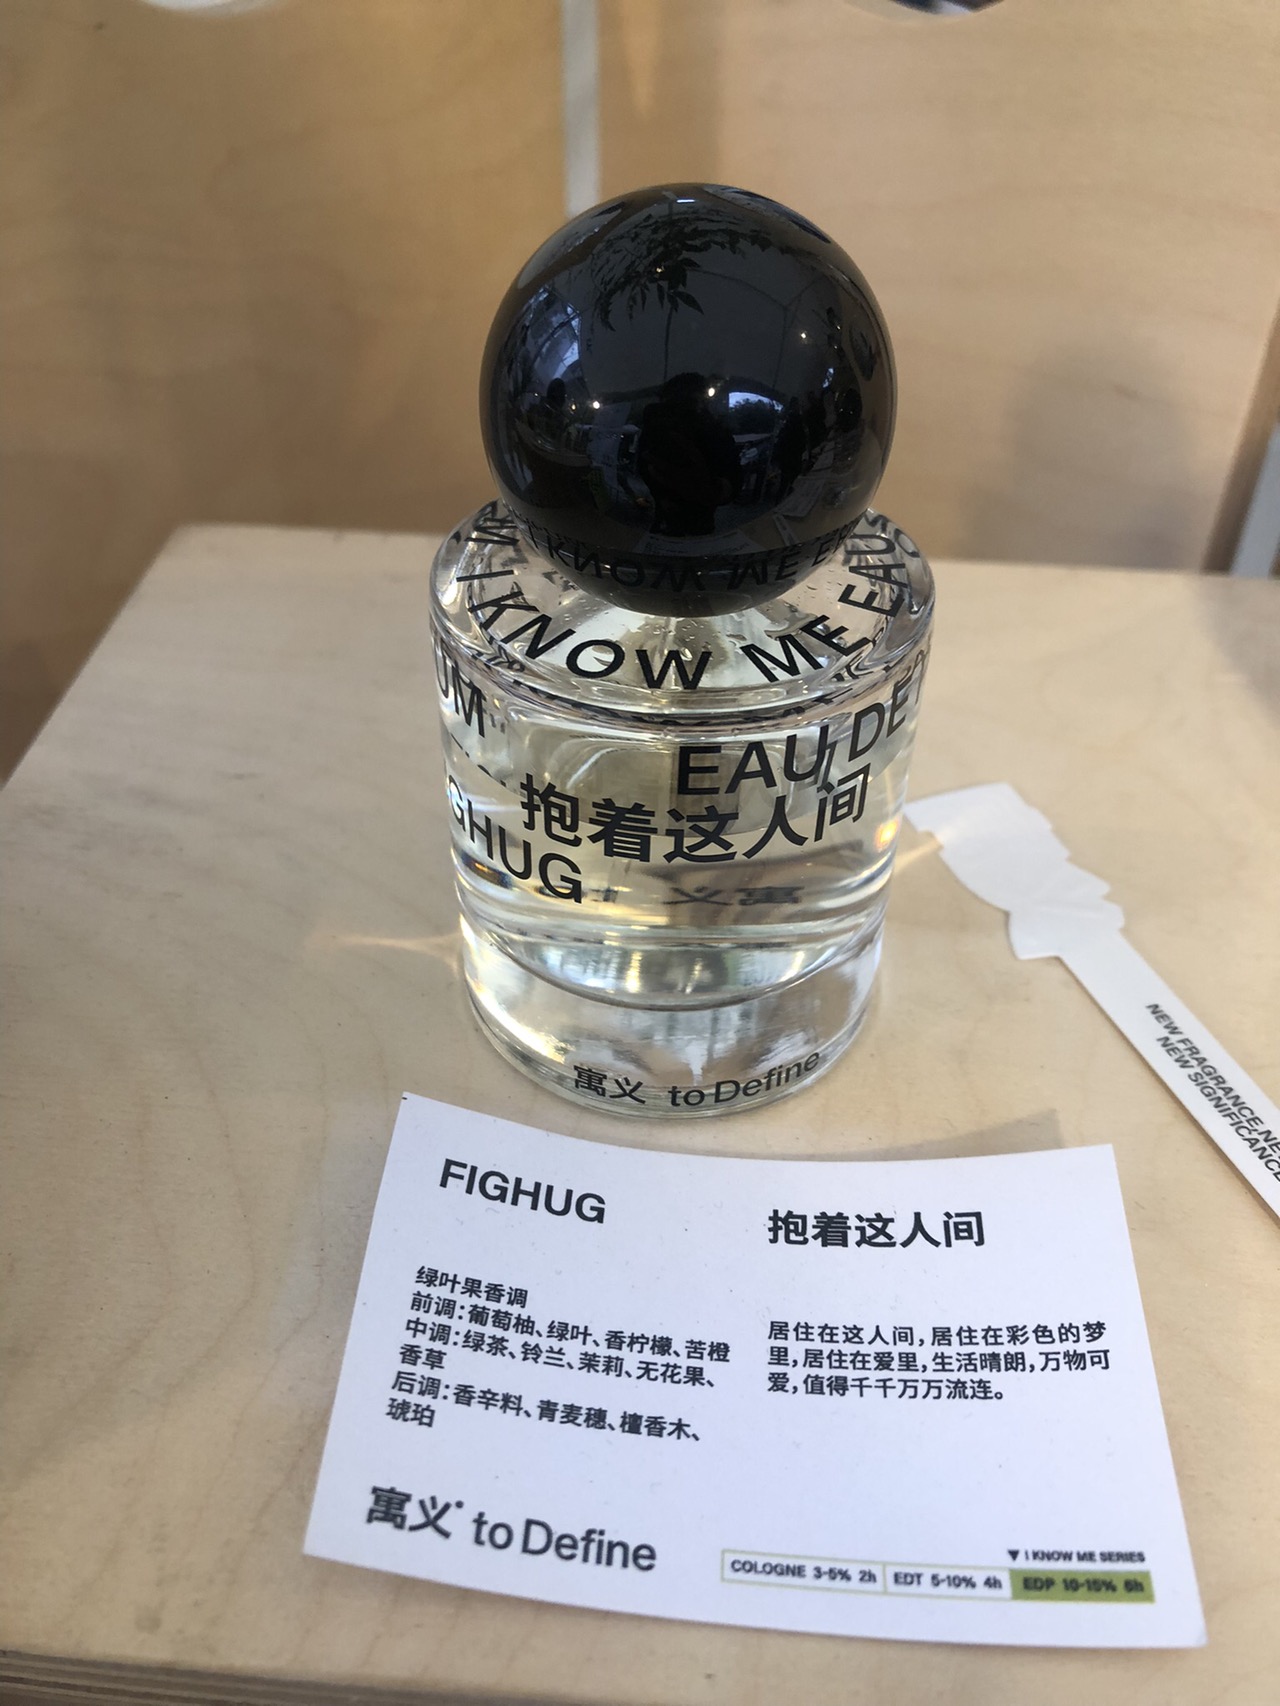 I KNOW ME EAU
EAU DE
抱着这人间
GHUG
UM
寓义 to Define
NEW FRAGRANCE,NE
NEW SIGNIFICANCE
FIGHUG
抱着这人间
绿叶果香调
前调：葡萄柚、绿叶、香柠檬、苦橙
中调：绿茶、铃兰、茉莉、无花果、
香草
后调：香辛料、青麦穗、檀香木、
琥珀
居住在这人间，居住在彩色的梦
里，居住在爱里，生活晴朗，万物可
爱，值得千千万万流连。
寓义 to Define
▼ I KNOW ME SERIES
COLOGNE 3-5% 2h EDT 5-10% 4h EDP 10-15% 6h